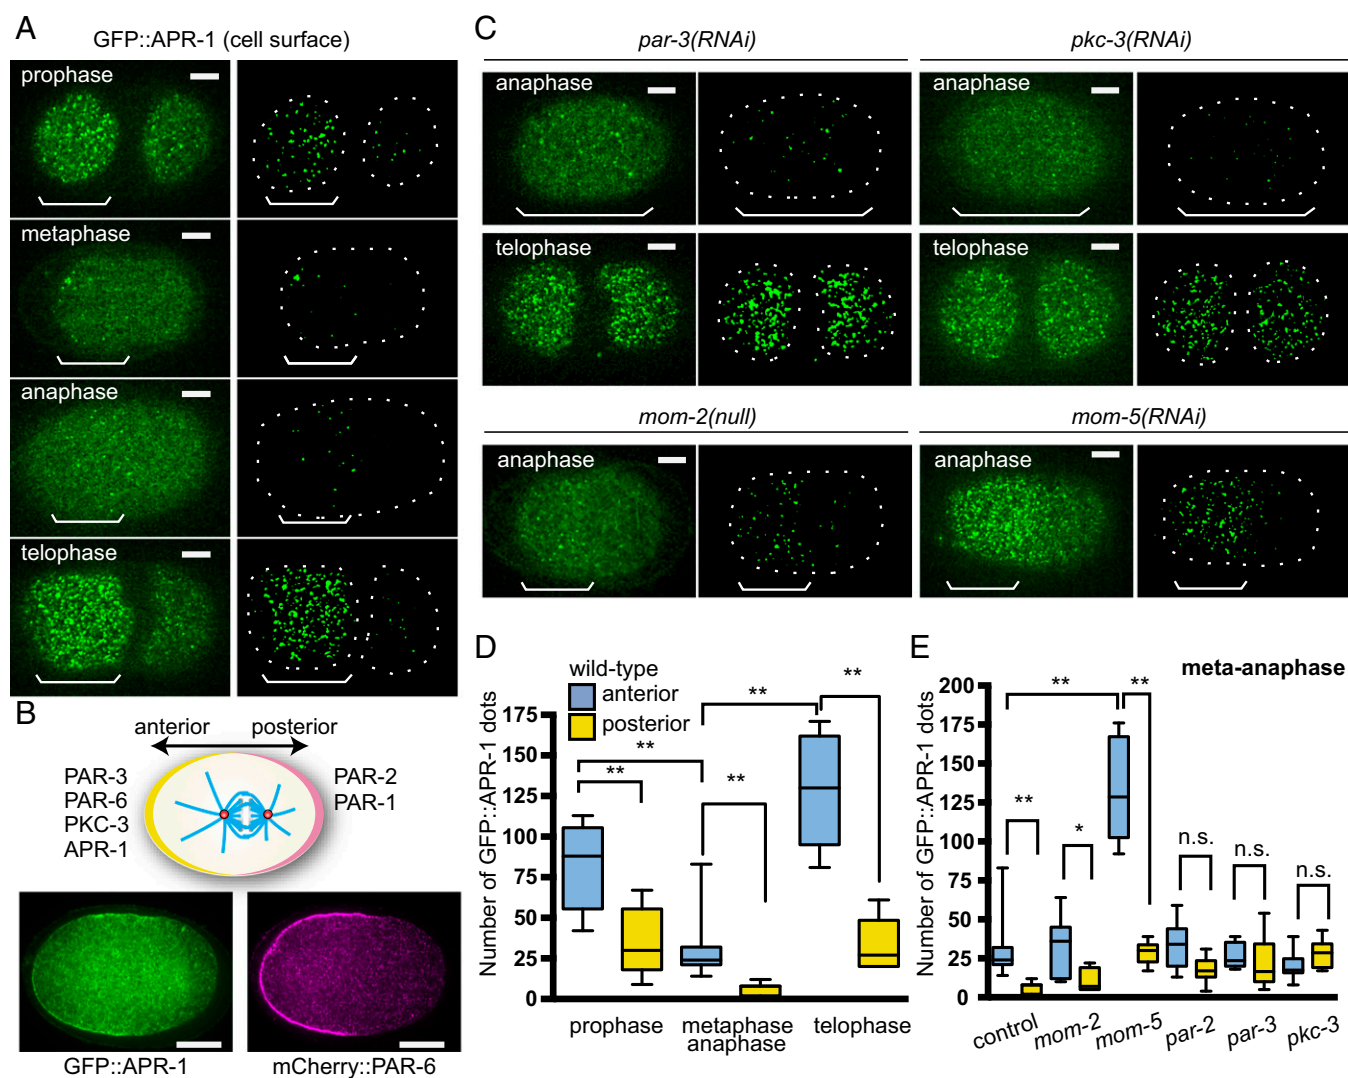 A
GFP::APR-1 (cell surface)
prophase
metaphase
anaphase
telophase
B
anterior posterior
PAR-3
PAR-6
PKC-3
APR-1
PAR-2
PAR-1
GFP::APR-1
mCherry::PAR-6
C
par-3(RNAi)
pkc-3(RNAi)
anaphase
anaphase
telophase
telophase
mom-2(null)
mom-5(RNAi)
anaphase
anaphase
D
wild-type
anterior
posterior
Number of GFP::APR-1 dots
175
150
125
100
75
50
25
0
**
**
**
**
**
prophase
metaphase
anaphase
telophase
E
meta-anaphase
Number of GFP::APR-1 dots
200
175
150
125
100
75
50
25
0
**
**
**
*
n.s.
n.s.
n.s.
control
mom-2
mom-5
par-2
par-3
pkc-3